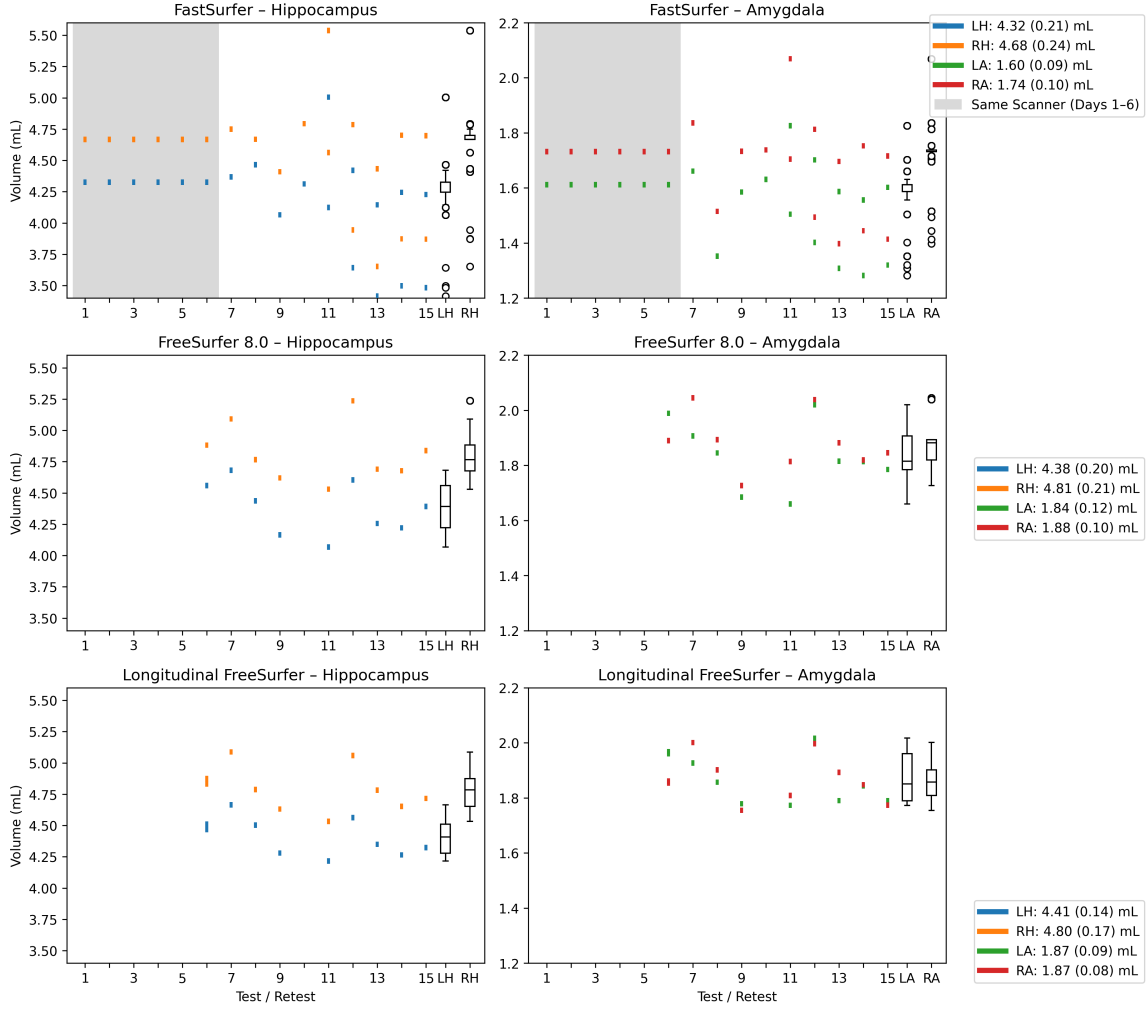 FastSurfer – Hippocampus
FastSurfer – Amygdala
Volume (mL)
5.50
5.25
5.00
4.75
4.50
4.25
4.00
3.75
3.50
1 3 5 7 9 11 13 15 LH RH
2.2
2.0
1.8
1.6
1.4
1.2
1 3 5 7 9 11 13 15 LA RA
LH: 4.32 (0.21) mL
RH: 4.68 (0.24) mL
LA: 1.60 (0.09) mL
RA: 1.74 (0.10) mL
Same Scanner (Days 1–6)
FreeSurfer 8.0 – Hippocampus
FreeSurfer 8.0 – Amygdala
Volume (mL)
5.50
5.25
5.00
4.75
4.50
4.25
4.00
3.75
3.50
1 3 5 7 9 11 13 15 LH RH
2.2
2.0
1.8
1.6
1.4
1.2
1 3 5 7 9 11 13 15 LA RA
LH: 4.38 (0.20) mL
RH: 4.81 (0.21) mL
LA: 1.84 (0.12) mL
RA: 1.88 (0.10) mL
Longitudinal FreeSurfer – Hippocampus
Longitudinal FreeSurfer – Amygdala
Volume (mL)
5.50
5.25
5.00
4.75
4.50
4.25
4.00
3.75
3.50
1 3 5 7 9 11 13 15 LH RH
Test / Retest
2.2
2.0
1.8
1.6
1.4
1.2
1 3 5 7 9 11 13 15 LA RA
Test / Retest
LH: 4.41 (0.14) mL
RH: 4.80 (0.17) mL
LA: 1.87 (0.09) mL
RA: 1.87 (0.08) mL